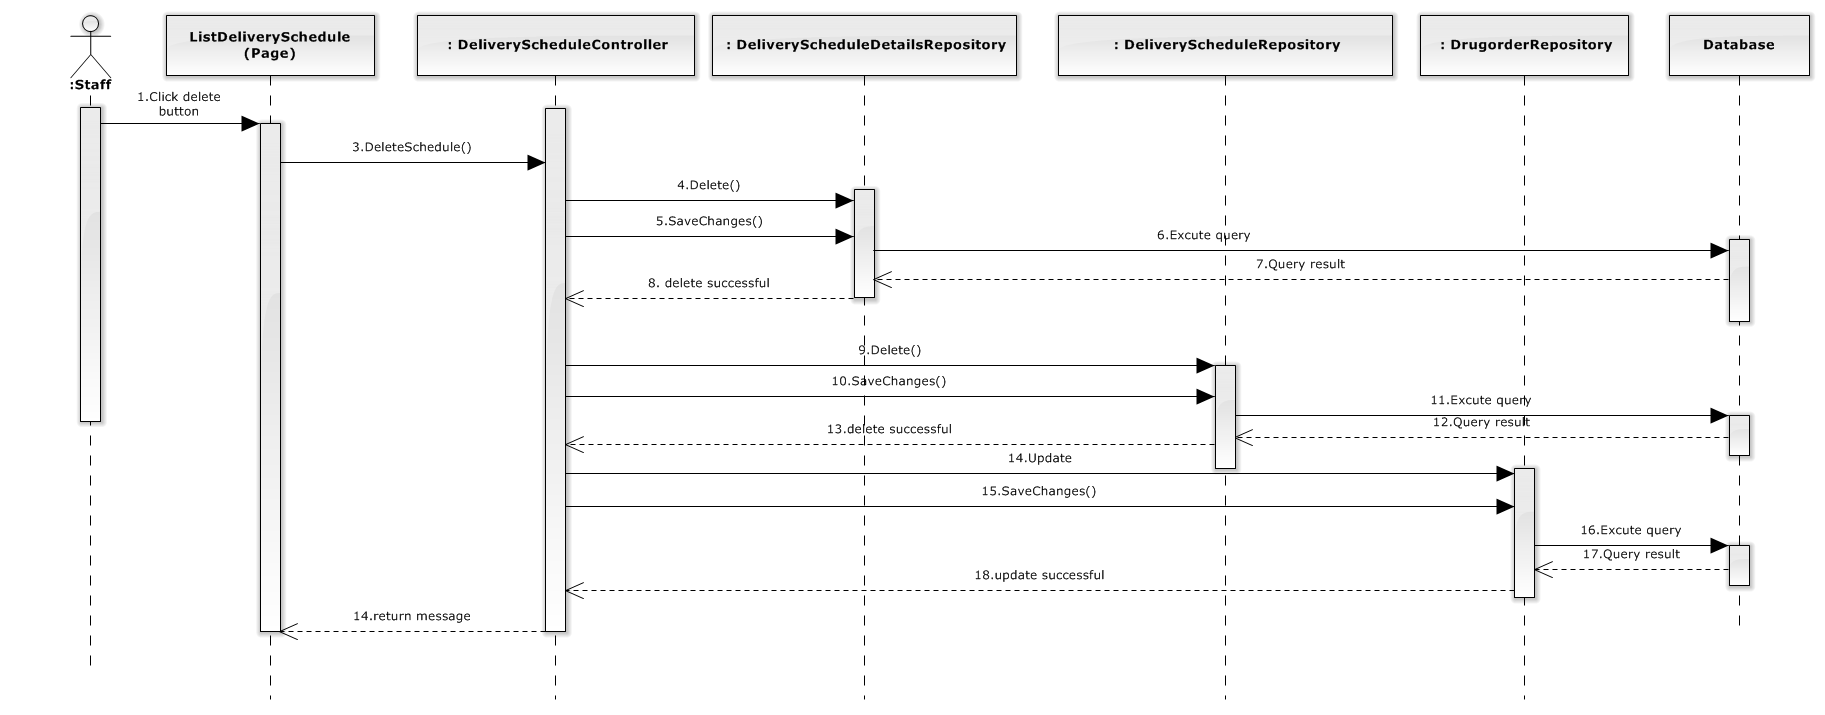 :Staff
ListDeliverySchedule
(Page)
: DeliveryScheduleController
: DeliveryScheduleDetailsRepository
: DeliveryScheduleRepository
: DrugorderRepository
Database
1.Click delete
button
3.DeleteSchedule()
4.Delete()
5.SaveChanges()
6.Excute query
7.Query result
8. delete successful
9.Delete()
10.SaveChanges()
11.Excute query
12.Query result
13.delete successful
14.Update
15.SaveChanges()
16.Excute query
17.Query result
18.update successful
14.return message